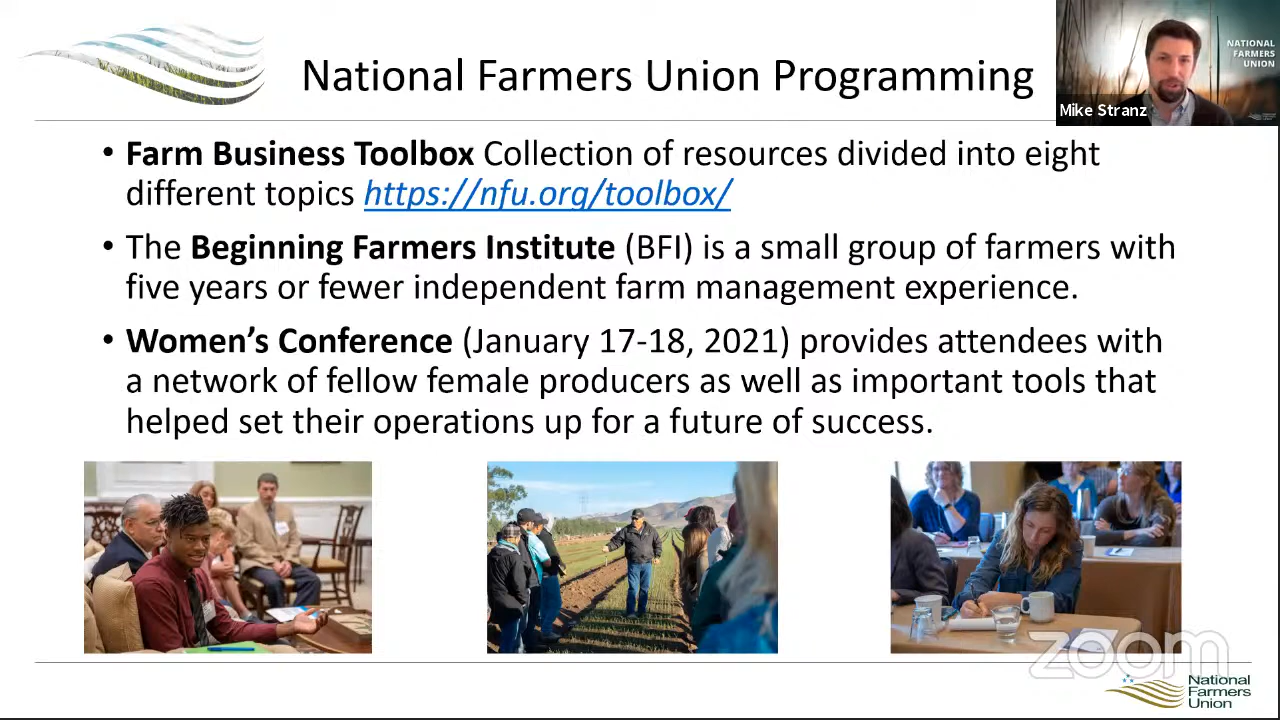 National Farmers Union Programming
NATIONAL
FARMERS
UNION
Mike Stranz
• Farm Business Toolbox Collection of resources divided into eight
different topics https://nfu.org/toolbox/
• The Beginning Farmers Institute (BFI) is a small group of farmers with
five years or fewer independent farm management experience.
• Women’s Conference (January 17-18, 2021) provides attendees with
a network of fellow female producers as well as important tools that
helped set their operations up for a future of success.
zoom
National
Farmers
Union